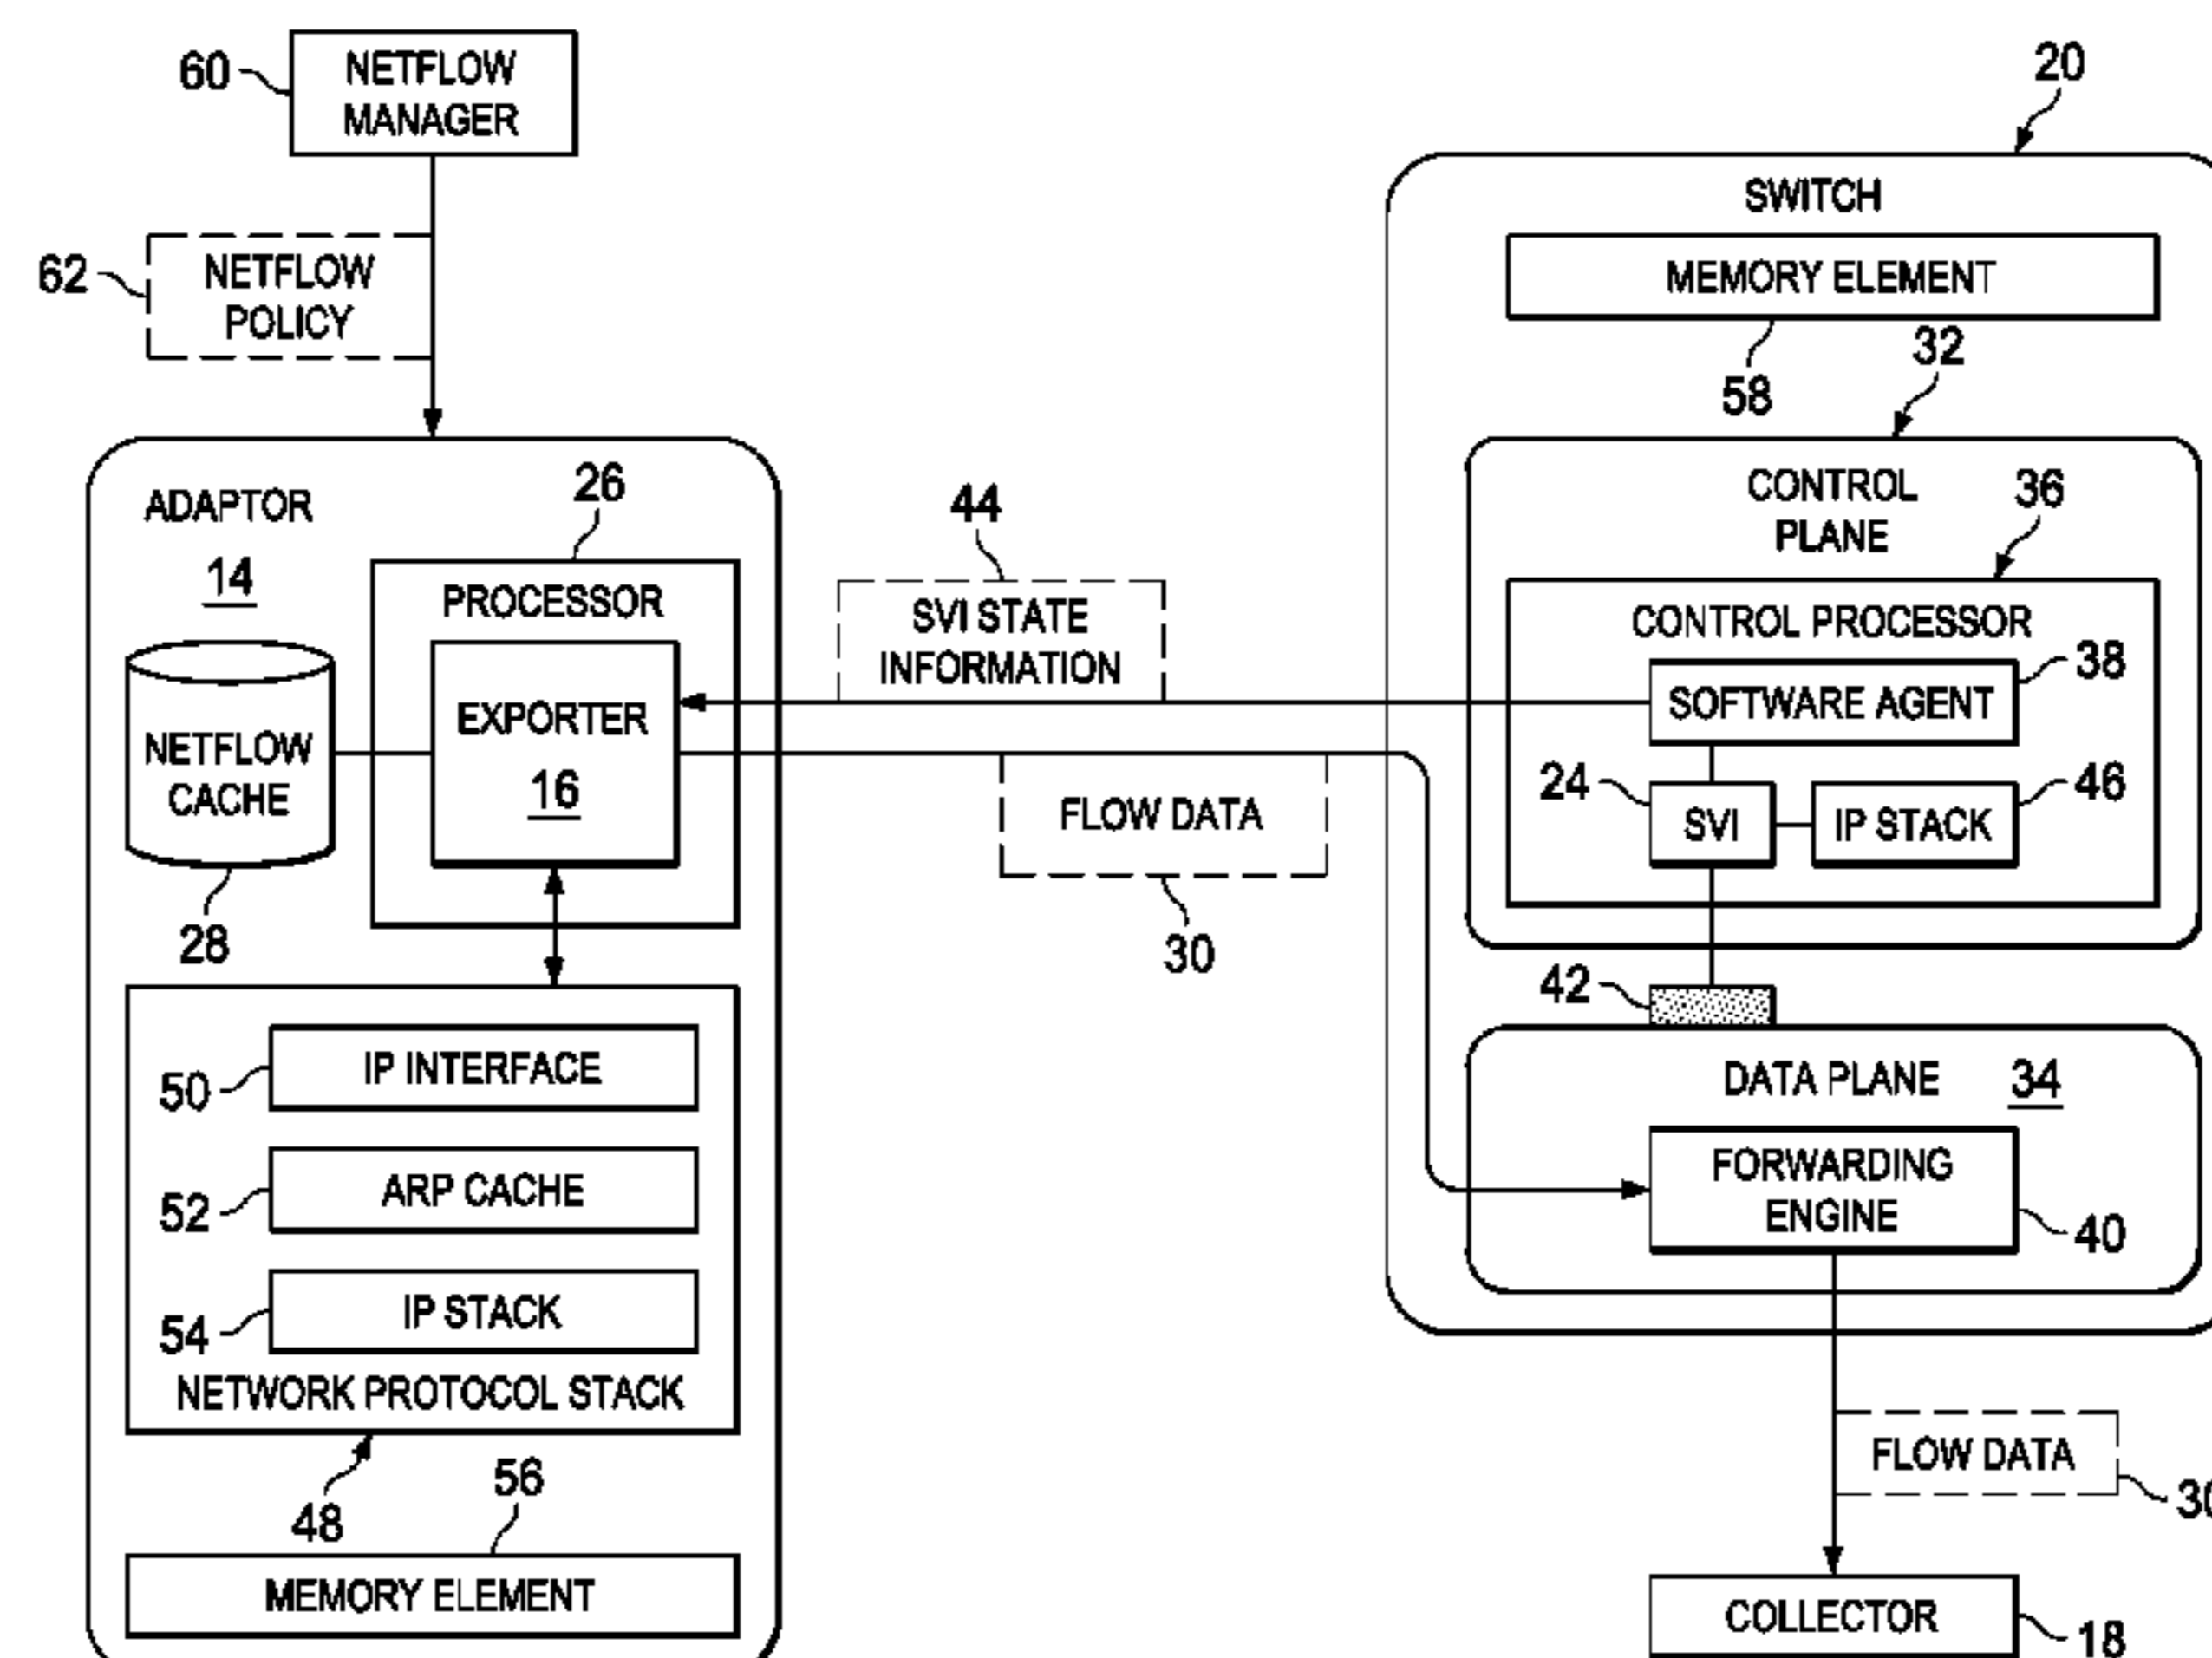 60
NETFLOW
MANAGER
62
NETFLOW
POLICY
ADAPTOR
14
26
PROCESSOR
EXPORTER
16
NETFLOW
CACHE
28
50
IP INTERFACE
52
ARP CACHE
54
IP STACK
NETWORK PROTOCOL STACK
48
56
MEMORY ELEMENT
44
SVI STATE
INFORMATION
FLOW DATA
30
20
SWITCH
MEMORY ELEMENT
58
32
CONTROL
PLANE
36
CONTROL PROCESSOR
38
SOFTWARE AGENT
24
SVI
IP STACK
46
42
DATA PLANE
34
FORWARDING
ENGINE
40
FLOW DATA
30
COLLECTOR
18